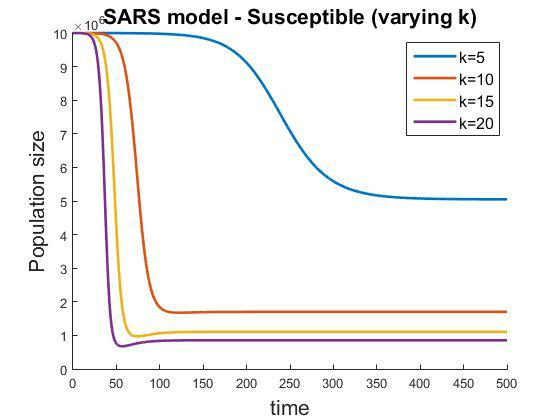 SARS model - Susceptible (varying k)
×10⁶
10
9
8
7
6
5
4
3
2
1
0
Population size
k=5
k=10
k=15
k=20
0 50 100 150 200 250 300 350 400 450 500
time